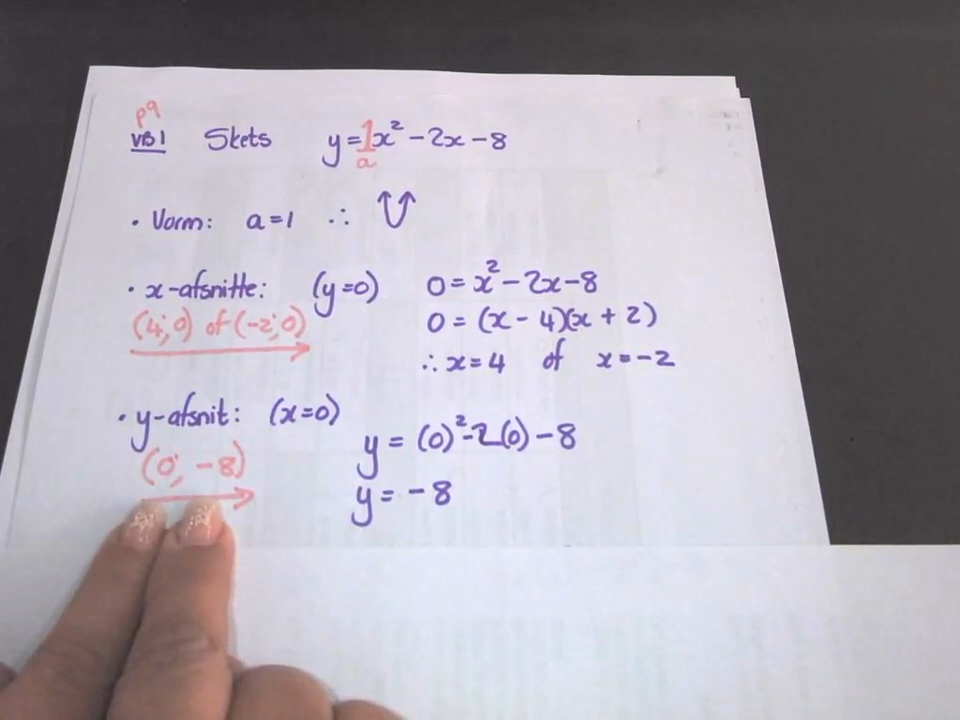 p9
VB1 Skets y = 1x² - 2x - 8
a
• Vorm: a = 1 ∴
• x-afsnitte: (y=0) 0 = x² - 2x - 8
(4;0) of (-2;0) 0 = (x - 4)(x + 2)
∴ x = 4 of x = -2
• y-afsnit: (x=0)
y = (0)² - 2(0) - 8
(0; -8)
y = -8